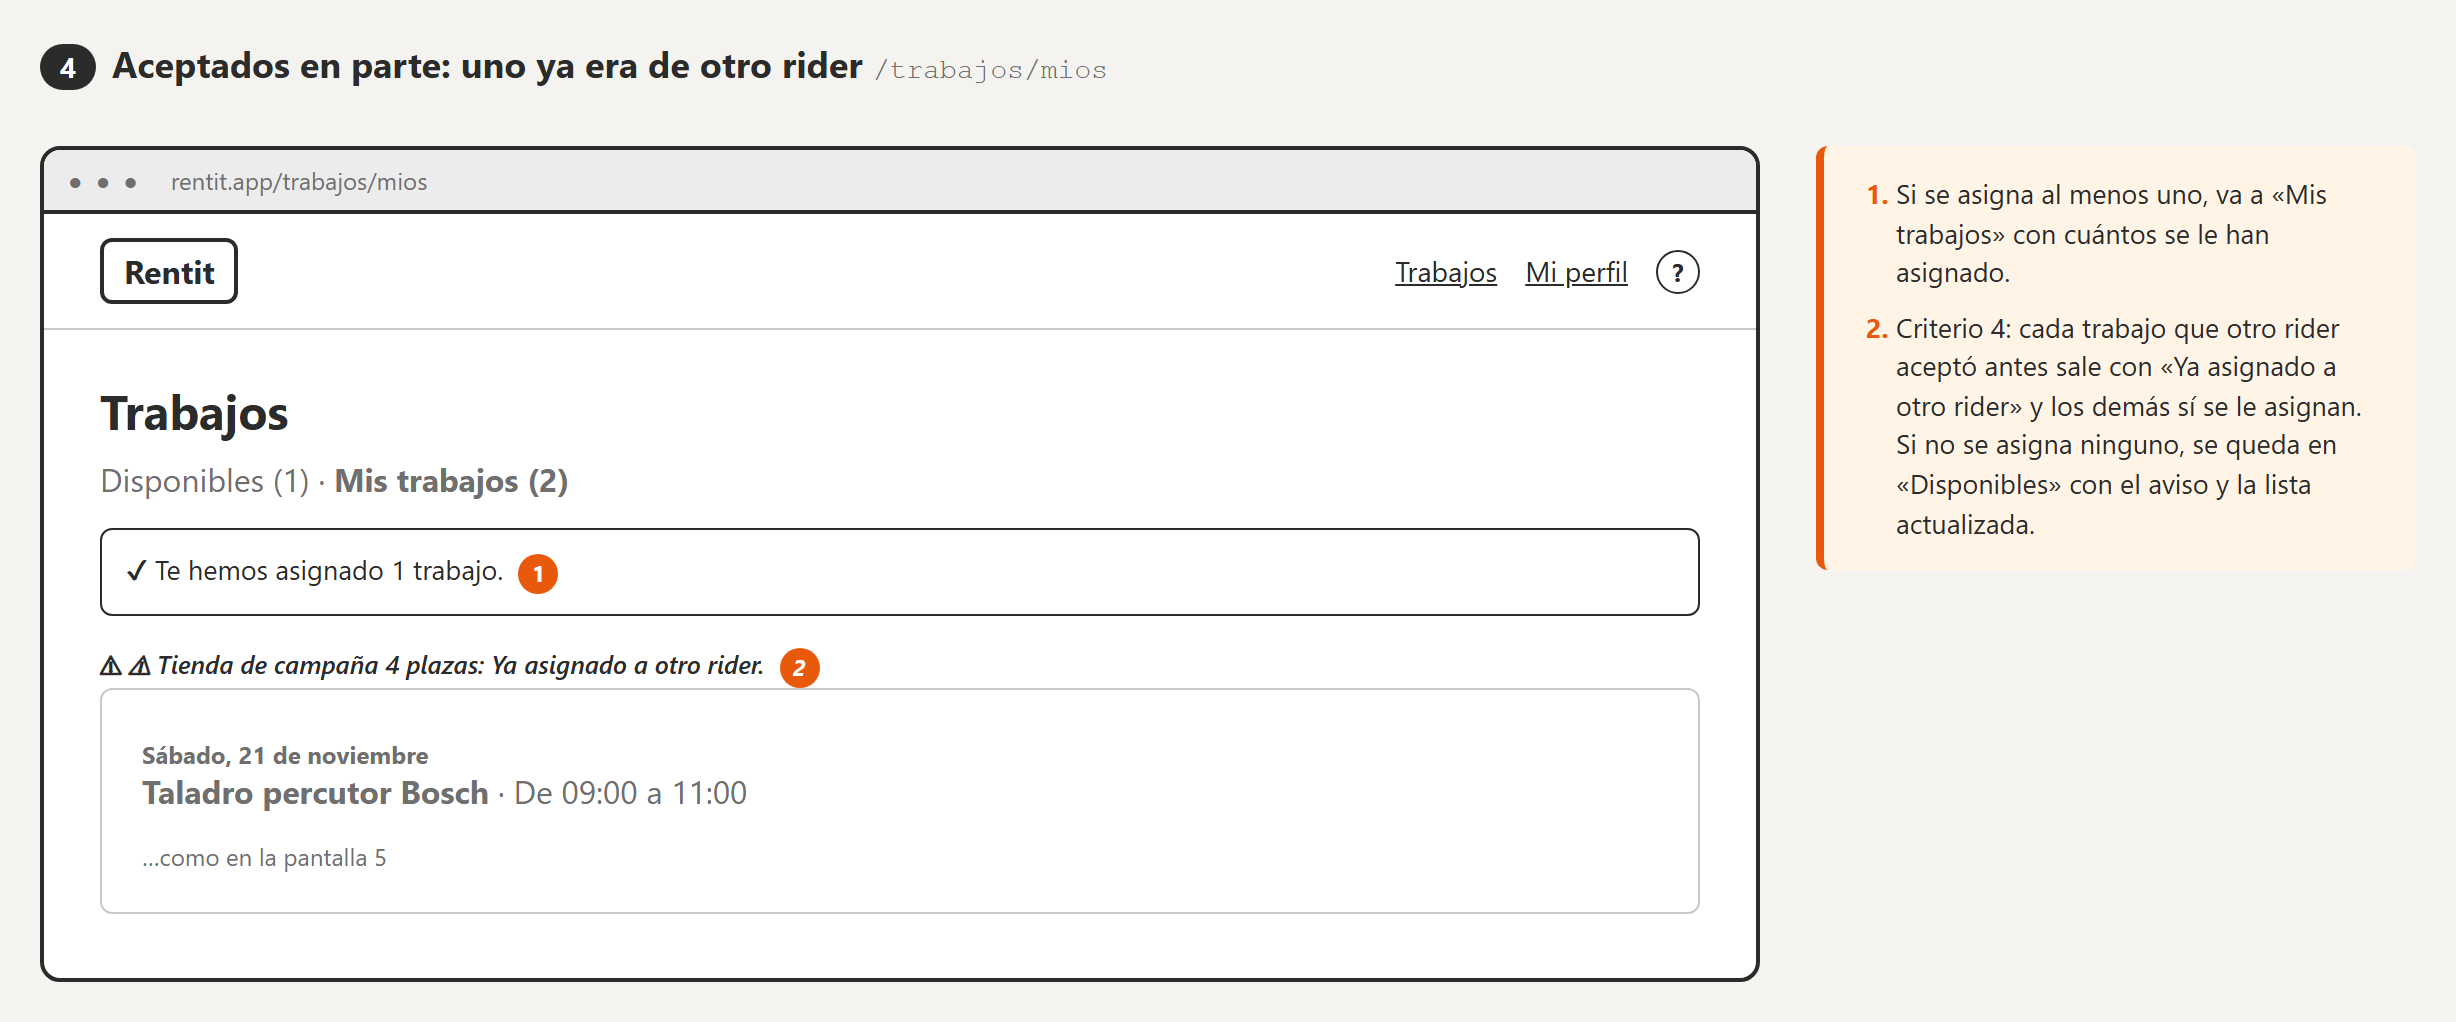 4 Aceptados en parte: uno ya era de otro rider /trabajos/mios
rentit.app/trabajos/mios
Rentit
Trabajos Mi perfil ?
Trabajos
Disponibles (1) · Mis trabajos (2)
✓ Te hemos asignado 1 trabajo. 1
⚠ ⚠ Tienda de campaña 4 plazas: Ya asignado a otro rider. 2
Sábado, 21 de noviembre
Taladro percutor Bosch · De 09:00 a 11:00
...como en la pantalla 5
1. Si se asigna al menos uno, va a «Mis
trabajos» con cuántos se le han
asignado.
2. Criterio 4: cada trabajo que otro rider
aceptó antes sale con «Ya asignado a
otro rider» y los demás sí se le asignan.
Si no se asigna ninguno, se queda en
«Disponibles» con el aviso y la lista
actualizada.